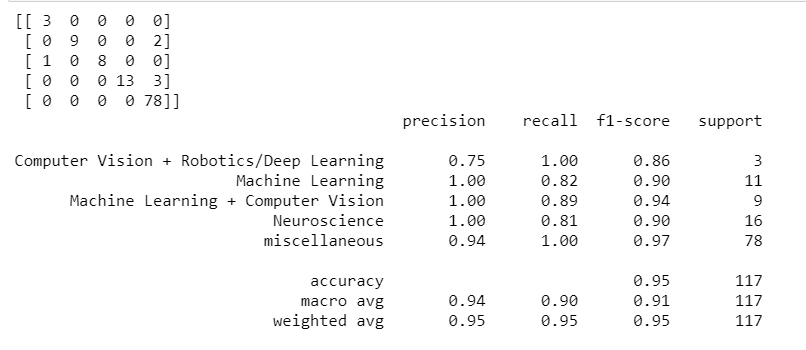 [[ 3 0 0 0 0]
[ 0 9 0 0 2]
[ 1 0 8 0 0]
[ 0 0 0 13 3]
[ 0 0 0 0 78]]
precision recall f1-score support
Computer Vision + Robotics/Deep Learning 0.75 1.00 0.86 3
Machine Learning 1.00 0.82 0.90 11
Machine Learning + Computer Vision 1.00 0.89 0.94 9
Neuroscience 1.00 0.81 0.90 16
miscellaneous 0.94 1.00 0.97 78
accuracy 0.95 117
macro avg 0.94 0.90 0.91 117
weighted avg 0.95 0.95 0.95 117